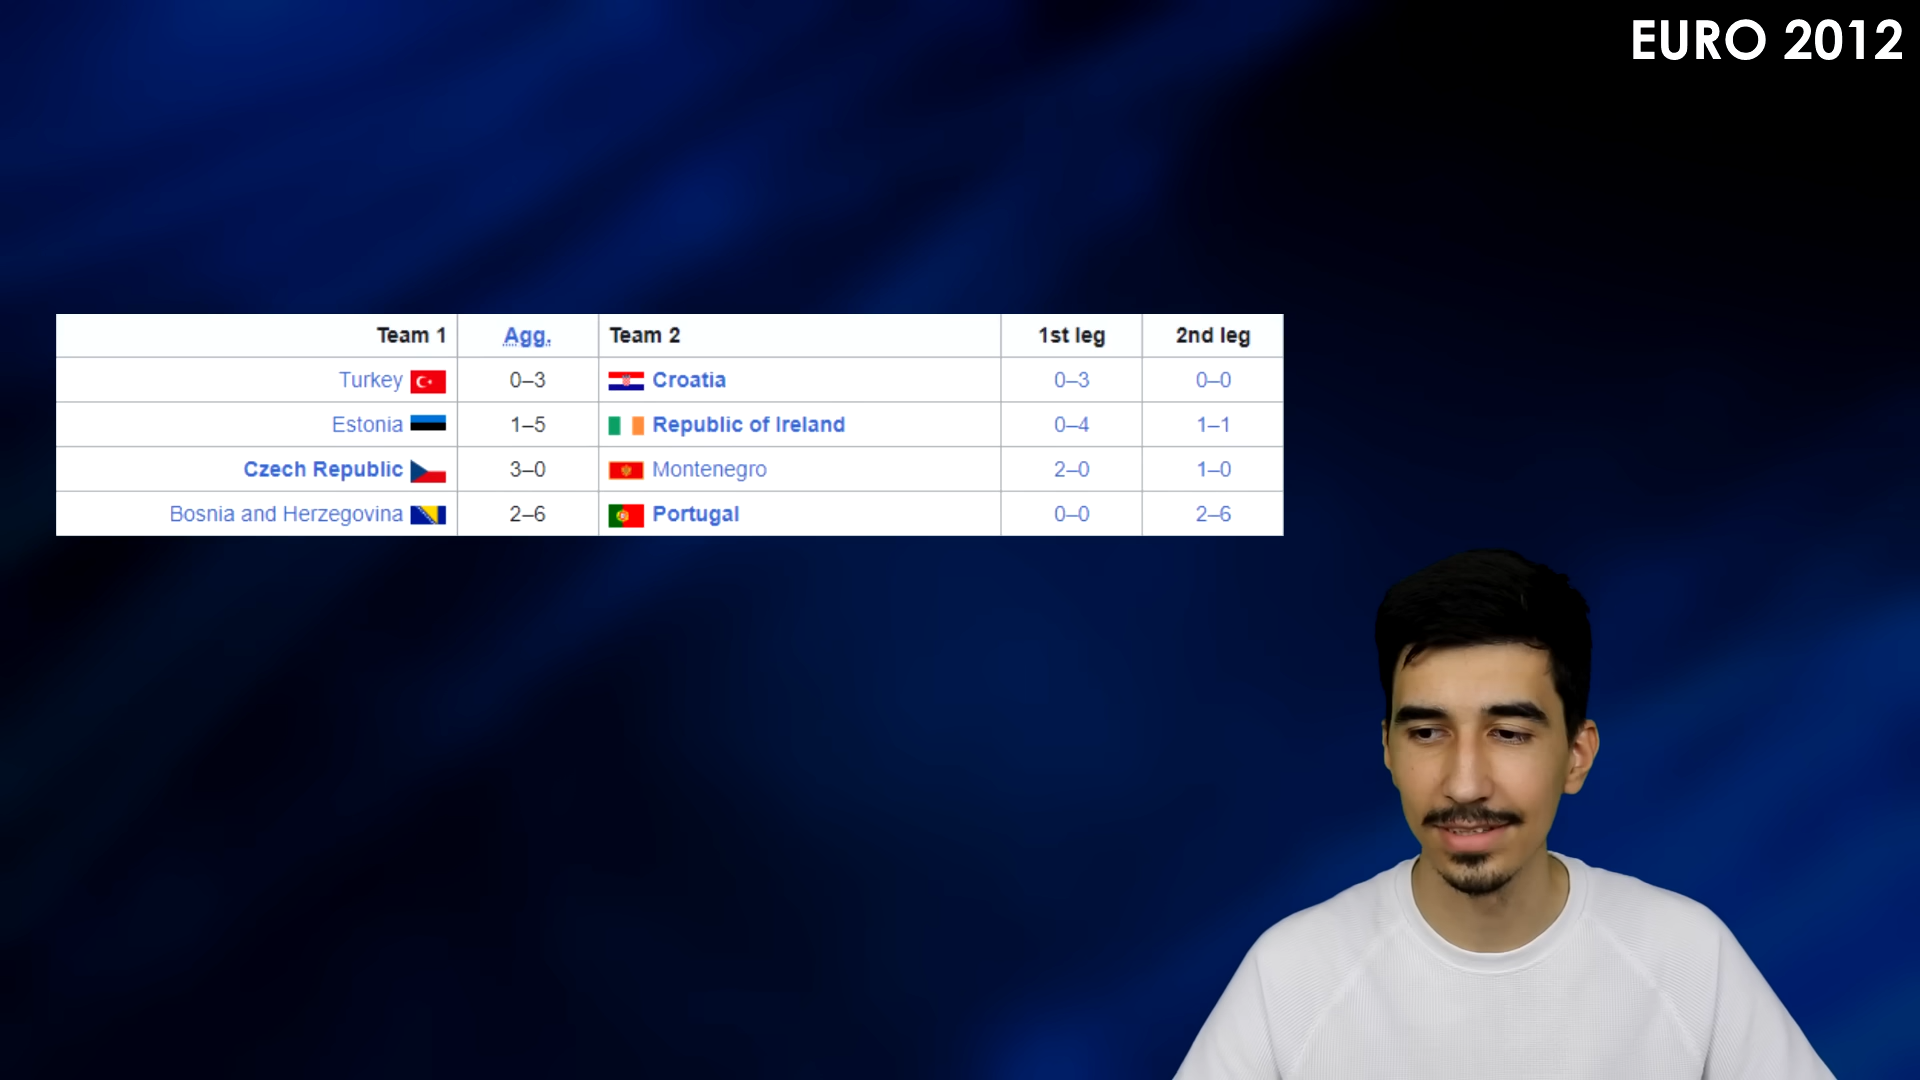 EURO 2012
Team 1 Agg. Team 2 1st leg 2nd leg
Turkey 0–3 Croatia 0–3 0–0
Estonia 1–5 Republic of Ireland 0–4 1–1
Czech Republic 3–0 Montenegro 2–0 1–0
Bosnia and Herzegovina 2–6 Portugal 0–0 2–6